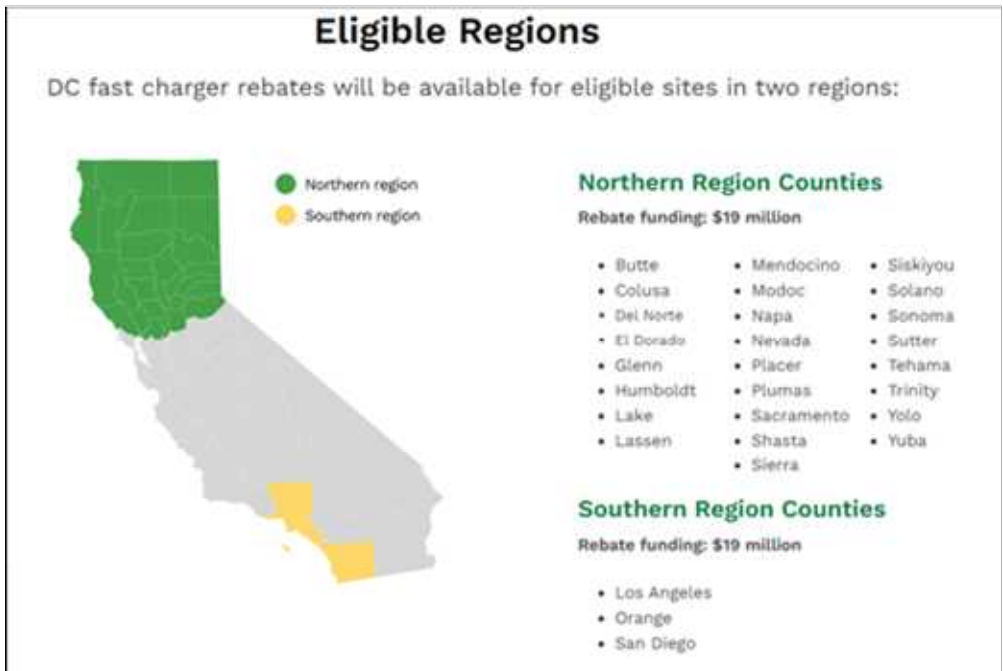 Eligible Regions
DC fast charger rebates will be available for eligible sites in two regions:
Northern region
Southern region
Northern Region Counties
Rebate funding: $19 million
• Butte
• Colusa
• Del Norte
• El Dorado
• Glenn
• Humboldt
• Lake
• Lassen
• Mendocino
• Modoc
• Napa
• Nevada
• Placer
• Plumas
• Sacramento
• Shasta
• Sierra
• Siskiyou
• Solano
• Sonoma
• Sutter
• Tehama
• Trinity
• Yolo
• Yuba
Southern Region Counties
Rebate funding: $19 million
• Los Angeles
• Orange
• San Diego